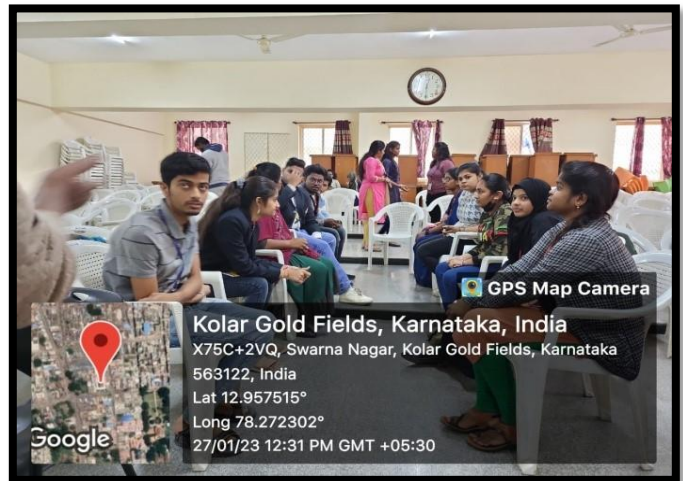 GPS Map Camera
Kolar Gold Fields, Karnataka, India
X75C+2VQ, Swarna Nagar, Kolar Gold Fields, Karnataka
563122, India
Lat 12.957515°
Long 78.272302°
27/01/23 12:31 PM GMT +05:30
Google